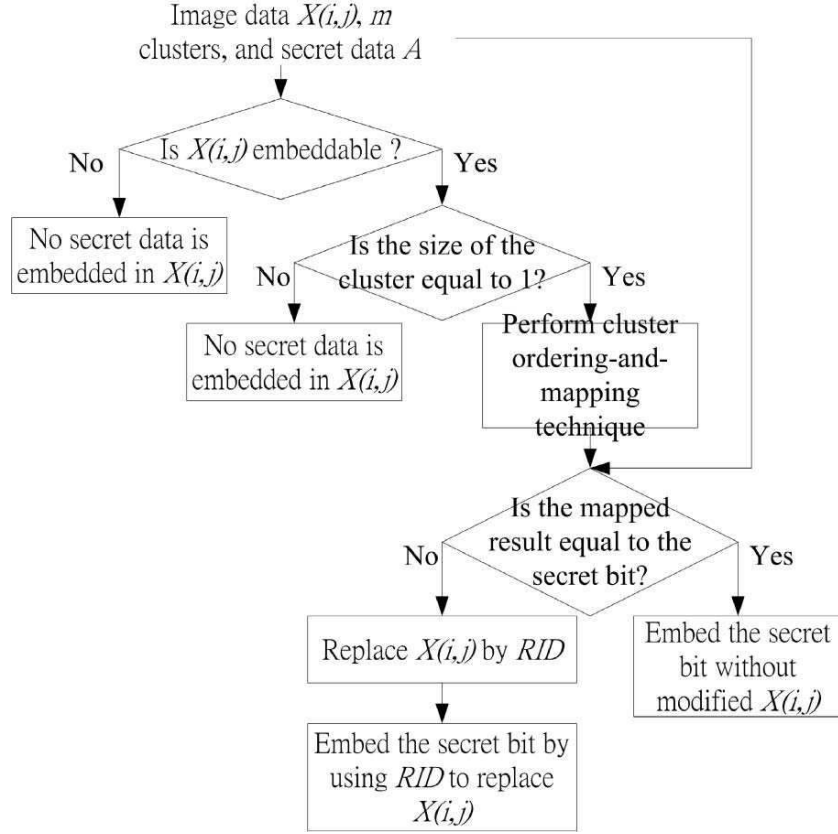 Image data X(i,j), m
clusters, and secret data A
Is X(i,j) embeddable ?
No
Yes
No secret data is
embedded in X(i,j)
Is the size of the
cluster equal to 1?
No
Yes
No secret data is
embedded in X(i,j)
Perform cluster
ordering-and-
mapping
technique
Is the mapped
result equal to the
secret bit?
No
Yes
Replace X(i,j) by RID
Embed the secret
bit without
modified X(i,j)
Embed the secret bit by
using RID to replace
X(i,j)